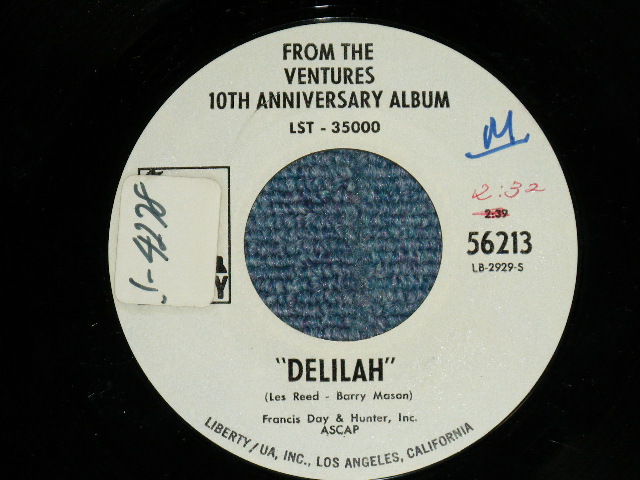 FROM THE
VENTURES
10TH ANNIVERSARY ALBUM
LST - 35000
M
2:32
2:39
56213
LB-2929-S
A
Y
"DELILAH"
(Les Reed - Barry Mason)
Francis Day & Hunter, Inc.
ASCAP
LIBERTY/UA, INC., LOS ANGELES, CALIFORNIA